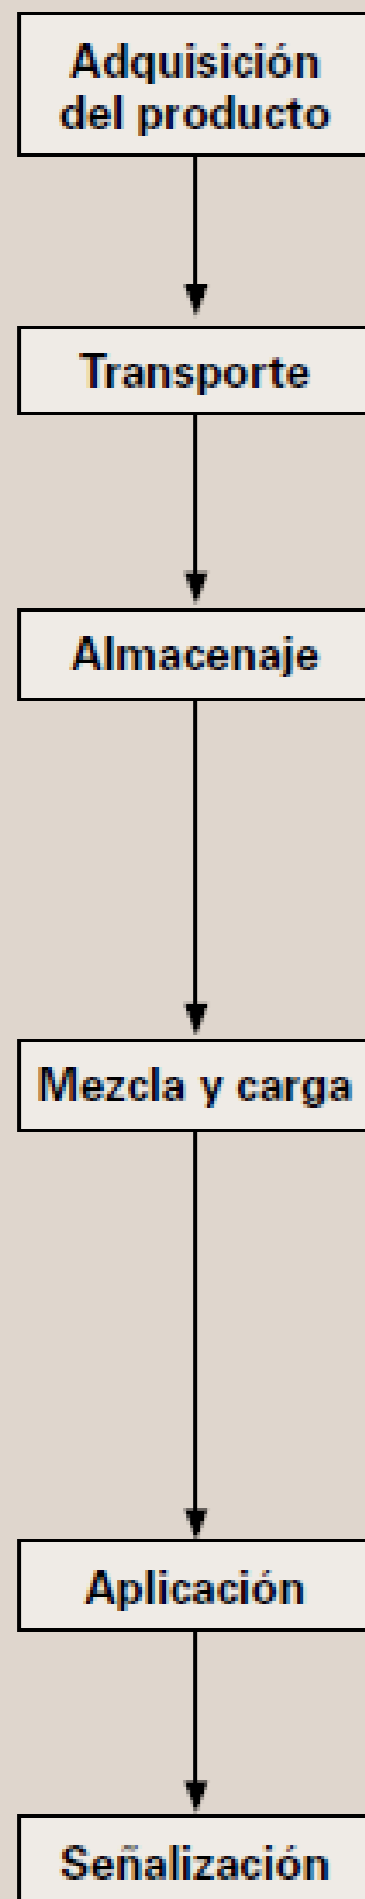 Adquisición
del producto
Transporte
Almacenaje
Mezcla y carga
Aplicación
Señalización